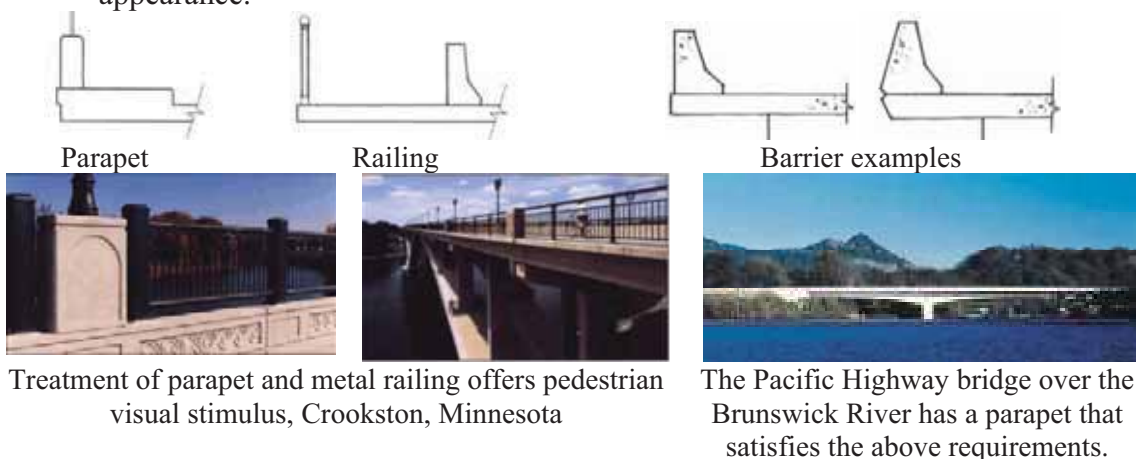 appearance.
Parapet Railing Barrier examples
Treatment of parapet and metal railing offers pedestrian
visual stimulus, Crookston, Minnesota
The Pacific Highway bridge over the
Brunswick River has a parapet that
satisfies the above requirements.